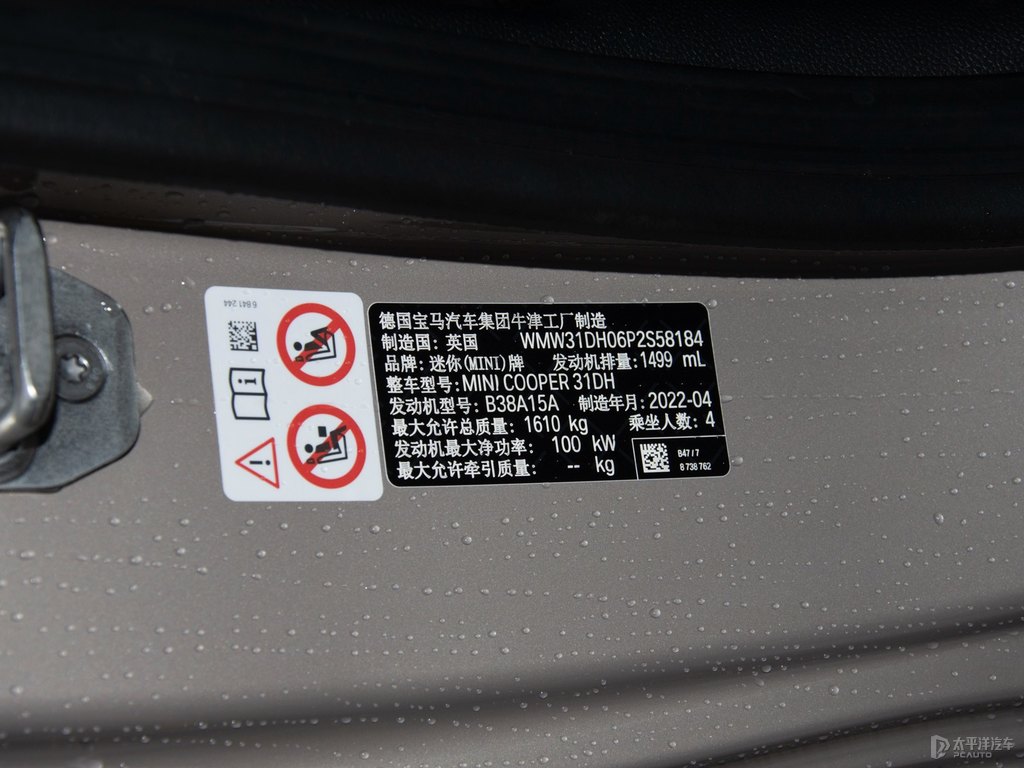 6 841 244
德国宝马汽车集团牛津工厂制造
制造国：英国 WMW31DH06P2S58184
品牌：迷你(MINI)牌 发动机排量：1499 mL
整车型号：MINI COOPER 31DH
发动机型号：B38A15A 制造年月：2022-04
最大允许总质量：1610 kg 乘坐人数：4
发动机最大净功率：100 kW
最大允许牵引质量：-- kg
847 / 7
8 738 762
太平洋汽车
PCAUTO